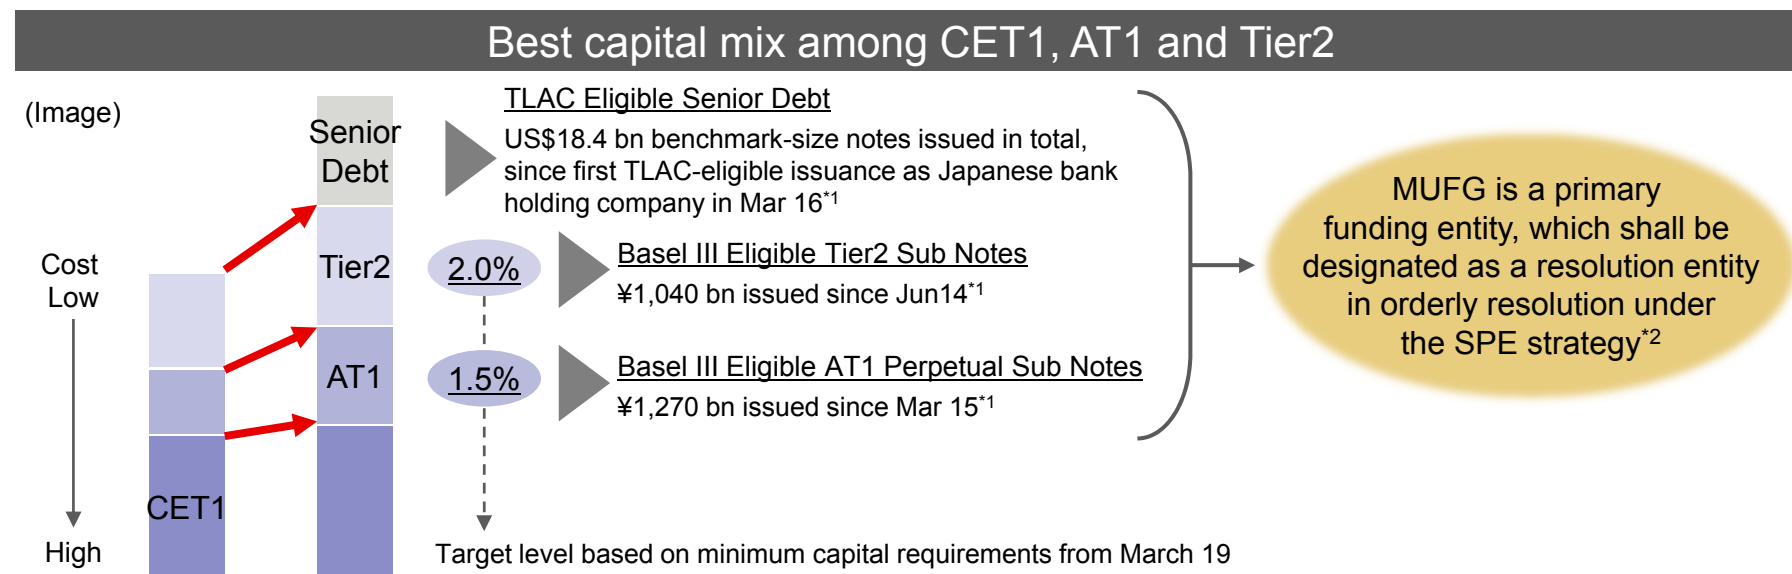 Best capital mix among CET1, AT1 and Tier2
(Image)
Cost
Low
High
CET1
Senior
Debt
Tier2
AT1
TLAC Eligible Senior Debt
US$18.4 bn benchmark-size notes issued in total,
since first TLAC-eligible issuance as Japanese bank
holding company in Mar 16*1
2.0%
Basel III Eligible Tier2 Sub Notes
¥1,040 bn issued since Jun14*1
1.5%
Basel III Eligible AT1 Perpetual Sub Notes
¥1,270 bn issued since Mar 15*1
Target level based on minimum capital requirements from March 19
MUFG is a primary
funding entity, which shall be
designated as a resolution entity
in orderly resolution under
the SPE strategy*2